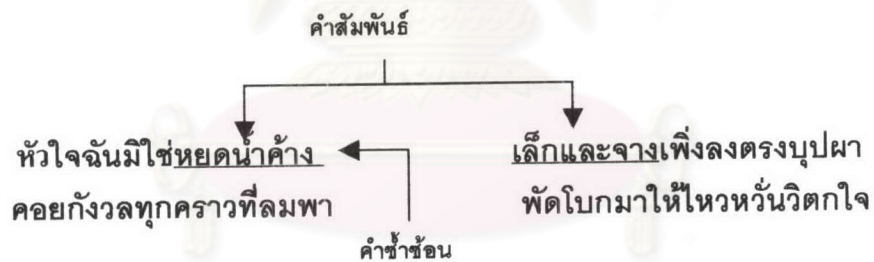 คำสัมพันธ์
หัวใจฉันมิใช่หยดน้ำค้าง เล็กและจางเพิ่งลงตรงบุปผา
คอยกังวลทุกคราวที่ลมพา พัดโบกมาให้ไหวหวั่นวิตกใจ
คำซ้ำซ้อน